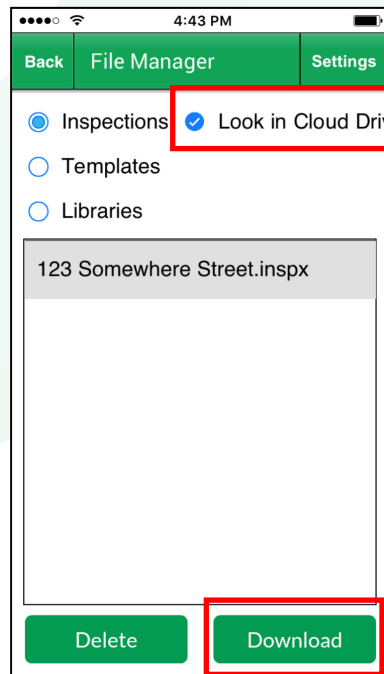 4:43 PM
Back File Manager Settings
Inspections Look in Cloud Driv
Templates
Libraries
123 Somewhere Street.inspx
Delete Download